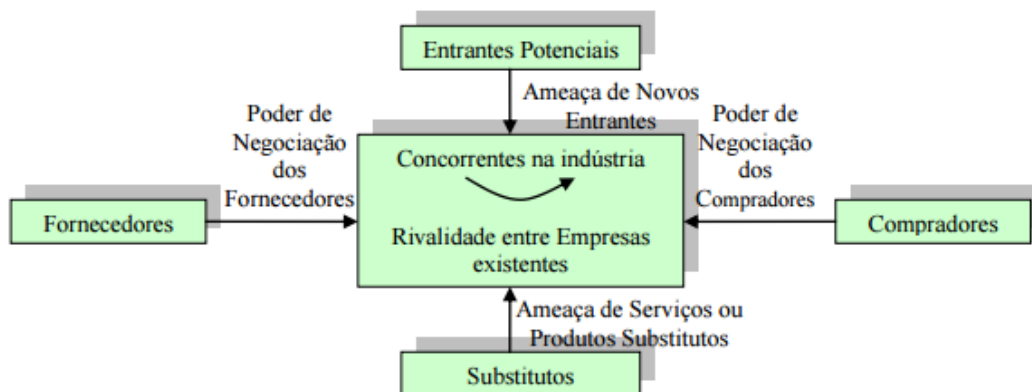 Entrantes Potenciais
Ameaça de Novos
Entrantes
Poder de
Negociação
dos
Fornecedores
Poder de
Negociação
dos
Compradores
Concorrentes na indústria
Rivalidade entre Empresas
existentes
Fornecedores
Compradores
Ameaça de Serviços ou
Produtos Substitutos
Substitutos